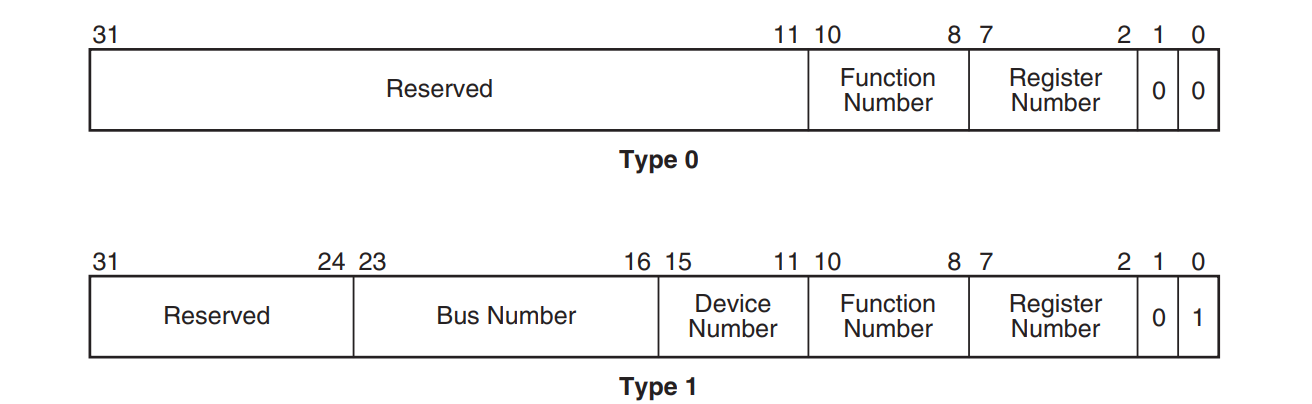 31 11 10 8 7 2 1 0
Reserved Function Number Register Number 0 0
Type 0
31 24 23 16 15 11 10 8 7 2 1 0
Reserved Bus Number Device Number Function Number Register Number 0 1
Type 1